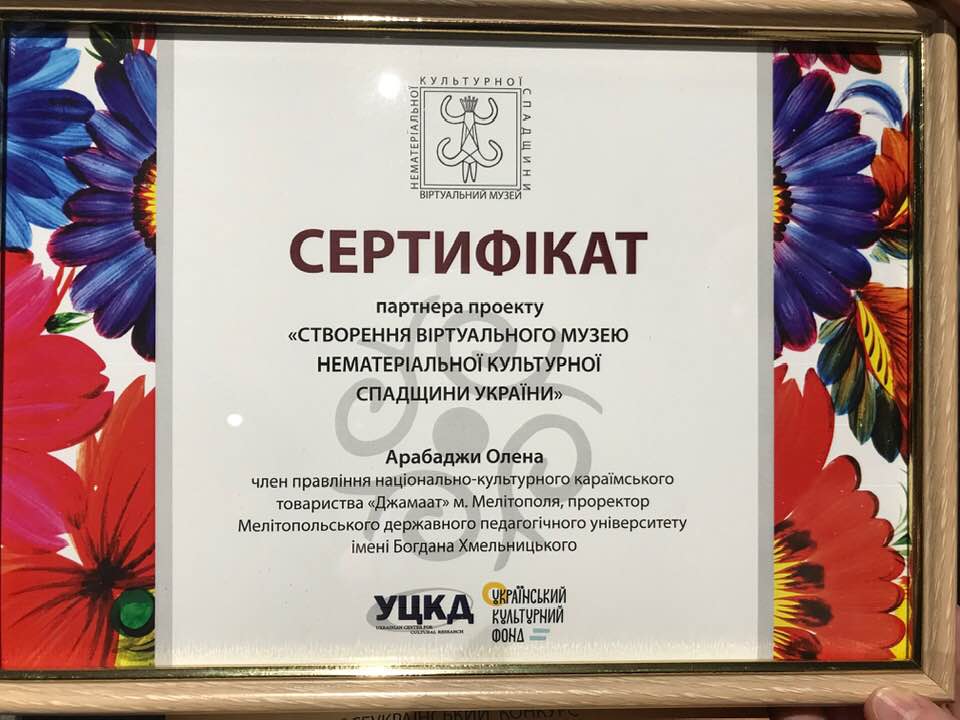 КУЛЬТУРНОЇ
НЕМАТЕРІАЛЬНОЇ
СПАДЩИНИ
ВІРТУАЛЬНИЙ МУЗЕЙ
СЕРТИФІКАТ
партнера проекту
«СТВОРЕННЯ ВІРТУАЛЬНОГО МУЗЕЮ
НЕМАТЕРІАЛЬНОЇ КУЛЬТУРНОЇ
СПАДЩИНИ УКРАЇНИ»
Арабаджи Олена
член правління національно-культурного караїмського
товариства «Джамаат» м. Мелітополя, проректор
Мелітопольського державного педагогічного університету
імені Богдана Хмельницького
УЦКД
UKRAINIAN CENTER FOR
CULTURAL RESEARCH
УКРАЇНСЬКИЙ
КУЛЬТУРНИЙ
ФОНД
КОНКУРС